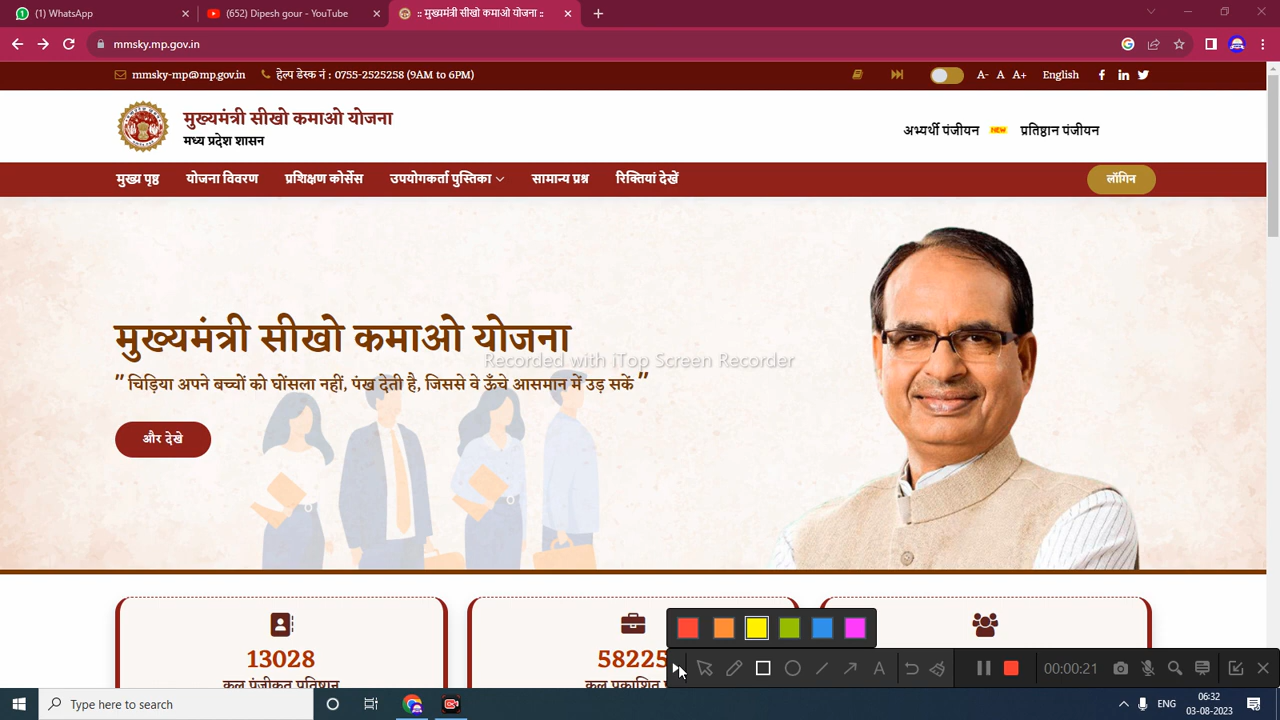 (1) WhatsApp
(652) Dipesh gour - YouTube
:: मुख्यमंत्री सीखो कमाओ योजना ::
mmsky.mp.gov.in
mmsky-mp@mp.gov.in
हेल्प डेस्क नं : 0755-2525258 (9AM to 6PM)
A- A A+
English
मुख्यमंत्री सीखो कमाओ योजना
मध्य प्रदेश शासन
अभ्यर्थी पंजीयन
NEW
प्रतिष्ठान पंजीयन
मुख्य पृष्ठ योजना विवरण प्रशिक्षण कोर्सेस उपयोगकर्ता पुस्तिका सामान्य प्रश्न रिक्तियां देखें
लॉगिन
मुख्यमंत्री सीखो कमाओ योजना
Recorded with iTop Screen Recorder
" चिड़िया अपने बच्चों को घोंसला नहीं, पंख देती है, जिससे वे ऊँचे आसमान में उड़ सकें "
और देखे
13028
कुल पंजीकृत प्रतिष्ठान
58225
कुल प्रकाशित
A
00:00:21
Type here to search
ENG
06:32
03-08-2023